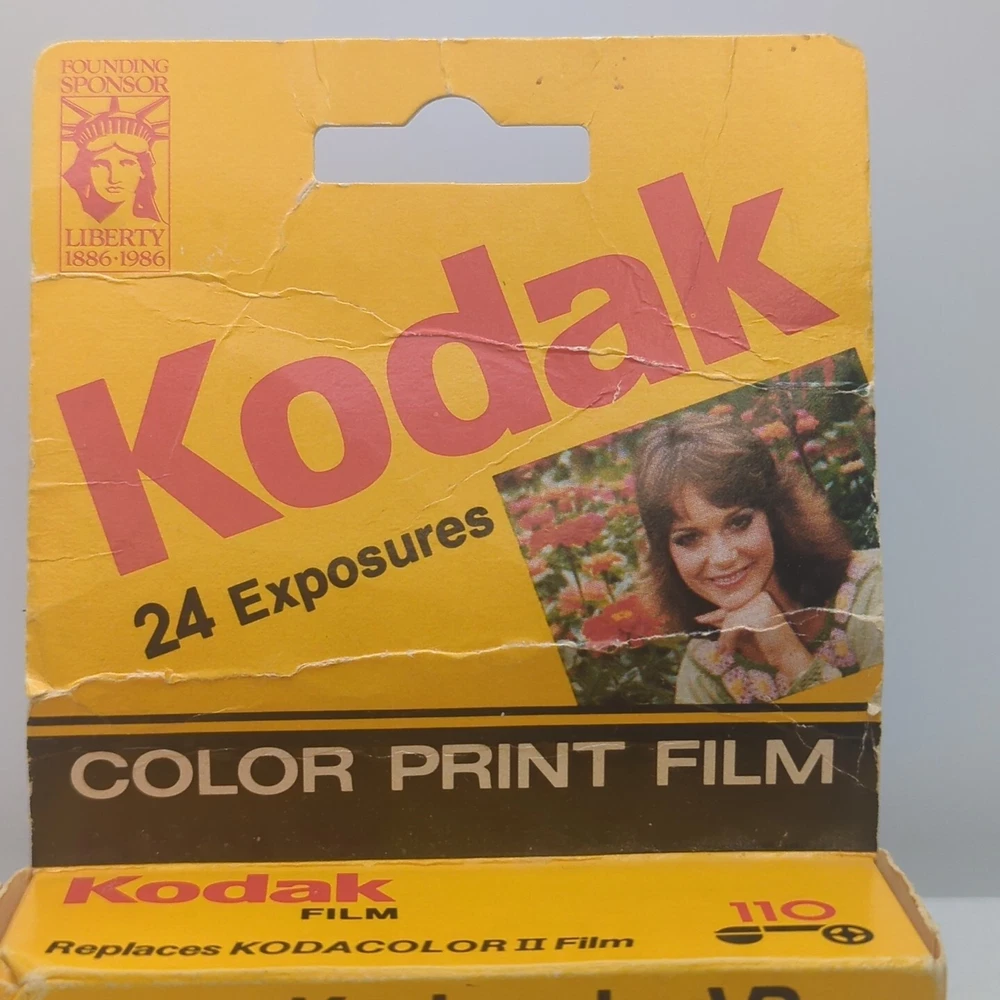 FOUNDING
SPONSOR
LIBERTY
1886·1986
Kodak
24 Exposures
COLOR PRINT FILM
Kodak
FILM
110
Replaces KODACOLOR II Film